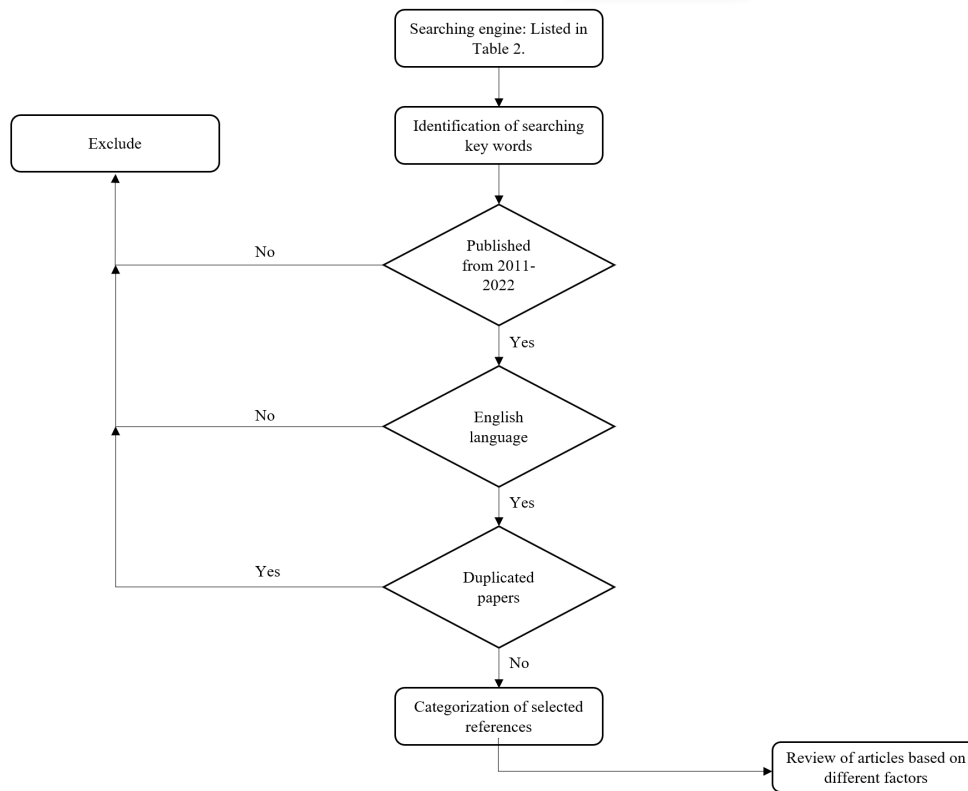 Searching engine: Listed in
Table 2.
Identification of searching
key words
Exclude
Published
from 2011-
2022
No
Yes
English
language
No
Yes
Duplicated
papers
Yes
No
Categorization of selected
references
Review of articles based on
different factors